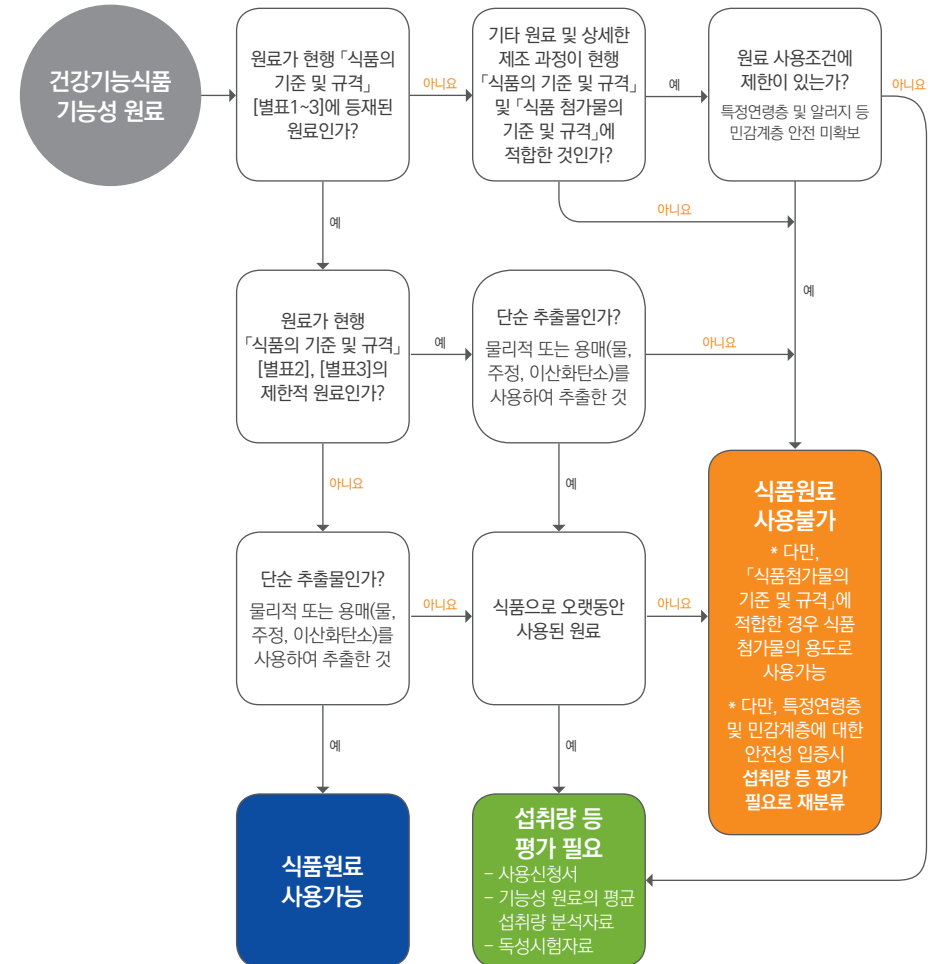 건강기능식품
기능성 원료
원료가 현행 「식품의
기준 및 규격」
[별표1~3]에 등재된
원료인가?
아니요
기타 원료 및 상세한
제조 과정이 현행
「식품의 기준 및 규격」
및 「식품 첨가물의
기준 및 규격」에
적합한 것인가?
예
원료 사용조건에
제한이 있는가?
특정연령층 및 알러지 등
민감계층 안전 미확보
아니요
예
아니요
예
원료가 현행
「식품의 기준 및 규격」
[별표2], [별표3]의
제한적 원료인가?
예
단순 추출물인가?
물리적 또는 용매(물,
주정, 이산화탄소)를
사용하여 추출한 것
아니요
아니요
예
단순 추출물인가?
물리적 또는 용매(물,
주정, 이산화탄소)를
사용하여 추출한 것
아니요
식품으로 오랫동안
사용된 원료
아니요
식품원료
사용불가
* 다만,
「식품첨가물의
기준 및 규격」에
적합한 경우 식품
첨가물의 용도로
사용가능
* 다만, 특정연령층
및 민감계층에 대한
안전성 입증시
섭취량 등 평가
필요로 재분류
예
예
식품원료
사용가능
섭취량 등
평가 필요
– 사용신청서
– 기능성 원료의 평균
섭취량 분석자료
– 독성시험자료